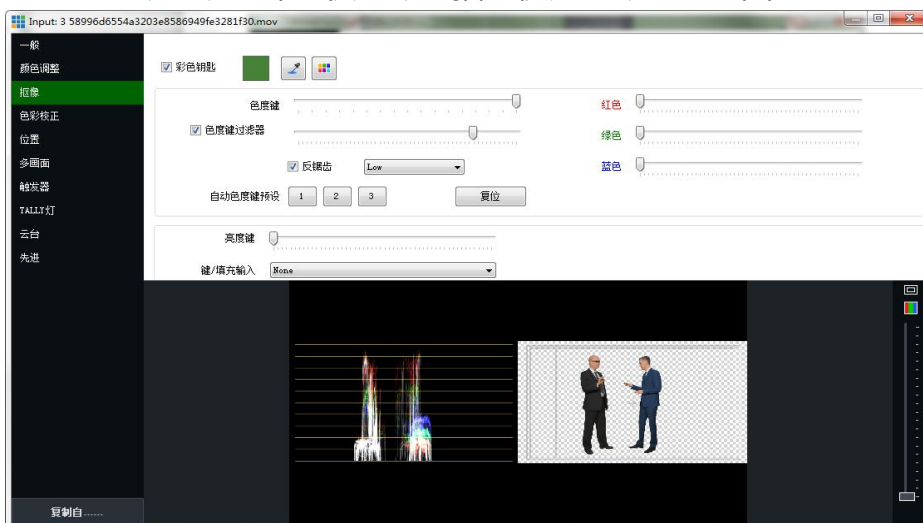 Input: 3 58996d6554a3203e8586949fe3281f30.mov
一般
颜色调整
抠像
色彩校正
位置
多画面
触发器
TALLY灯
云台
先进
复制自......
彩色钥匙
色度键
色度键过滤器
反锯齿 Low
自动色度键预设 1 2 3 复位
红色
绿色
蓝色
亮度键
键/填充输入 None